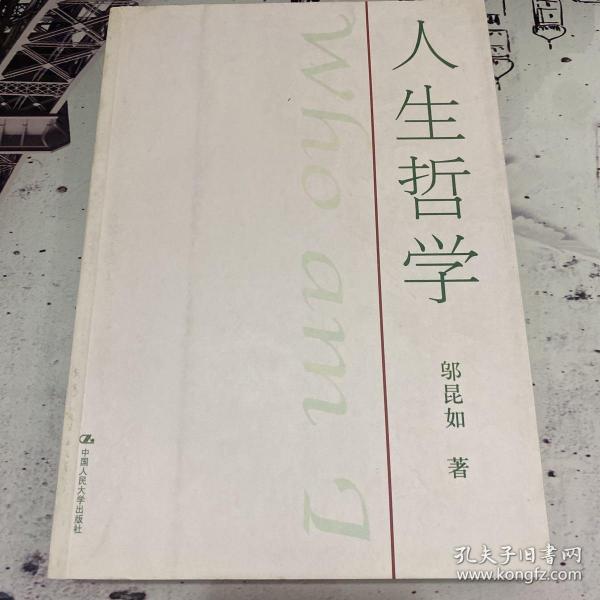 人生哲学
邬昆如 著
Who am I
中国人民大学出版社
孔夫子旧书网
www.kongfz.com